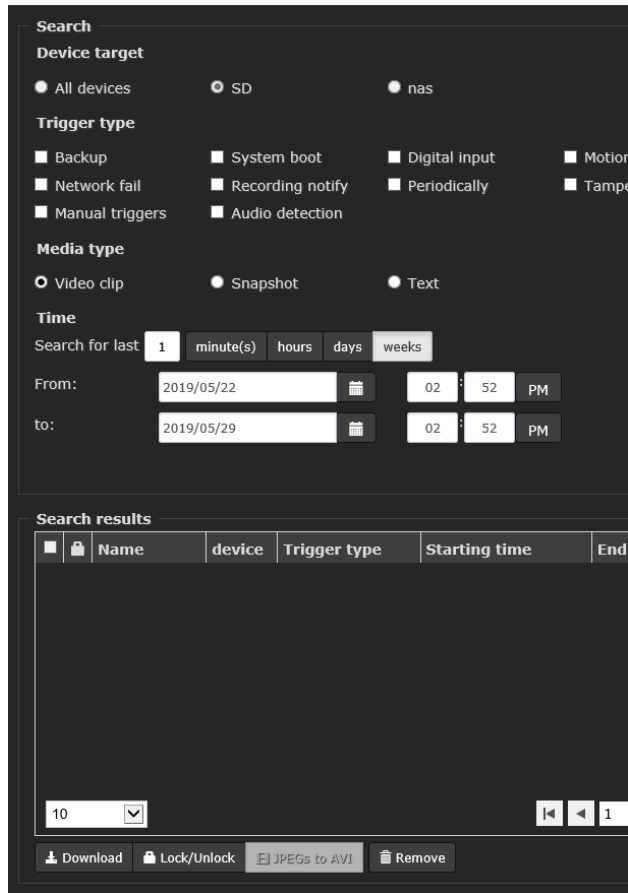 Search
Device target
All devices SD nas
Trigger type
Backup System boot Digital input Motion
Network fail Recording notify Periodically Tampe
Manual triggers Audio detection
Media type
Video clip Snapshot Text
Time
Search for last 1 minute(s) hours days weeks
From: 2019/05/22 02 : 52 PM
to: 2019/05/29 02 : 52 PM
Search results
Name device Trigger type Starting time End
10 1
Download Lock/Unlock JPEGs to AVI Remove